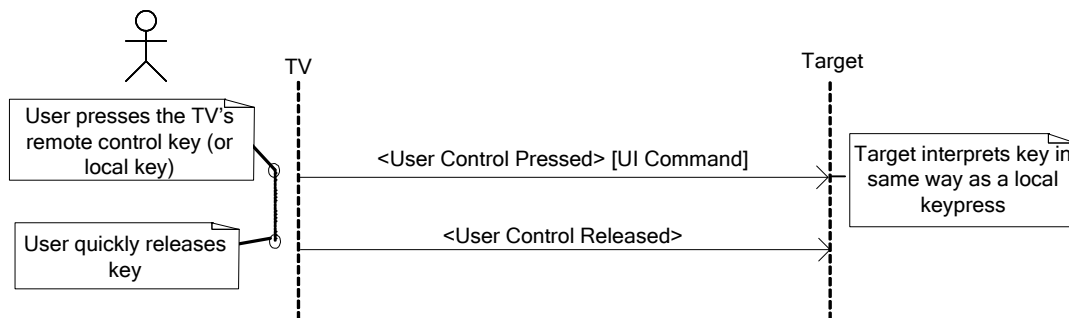 TV
Target
User presses the TV's
remote control key (or
local key)
<User Control Pressed> [UI Command]
Target interprets key in
same way as a local
keypress
User quickly releases
key
<User Control Released>